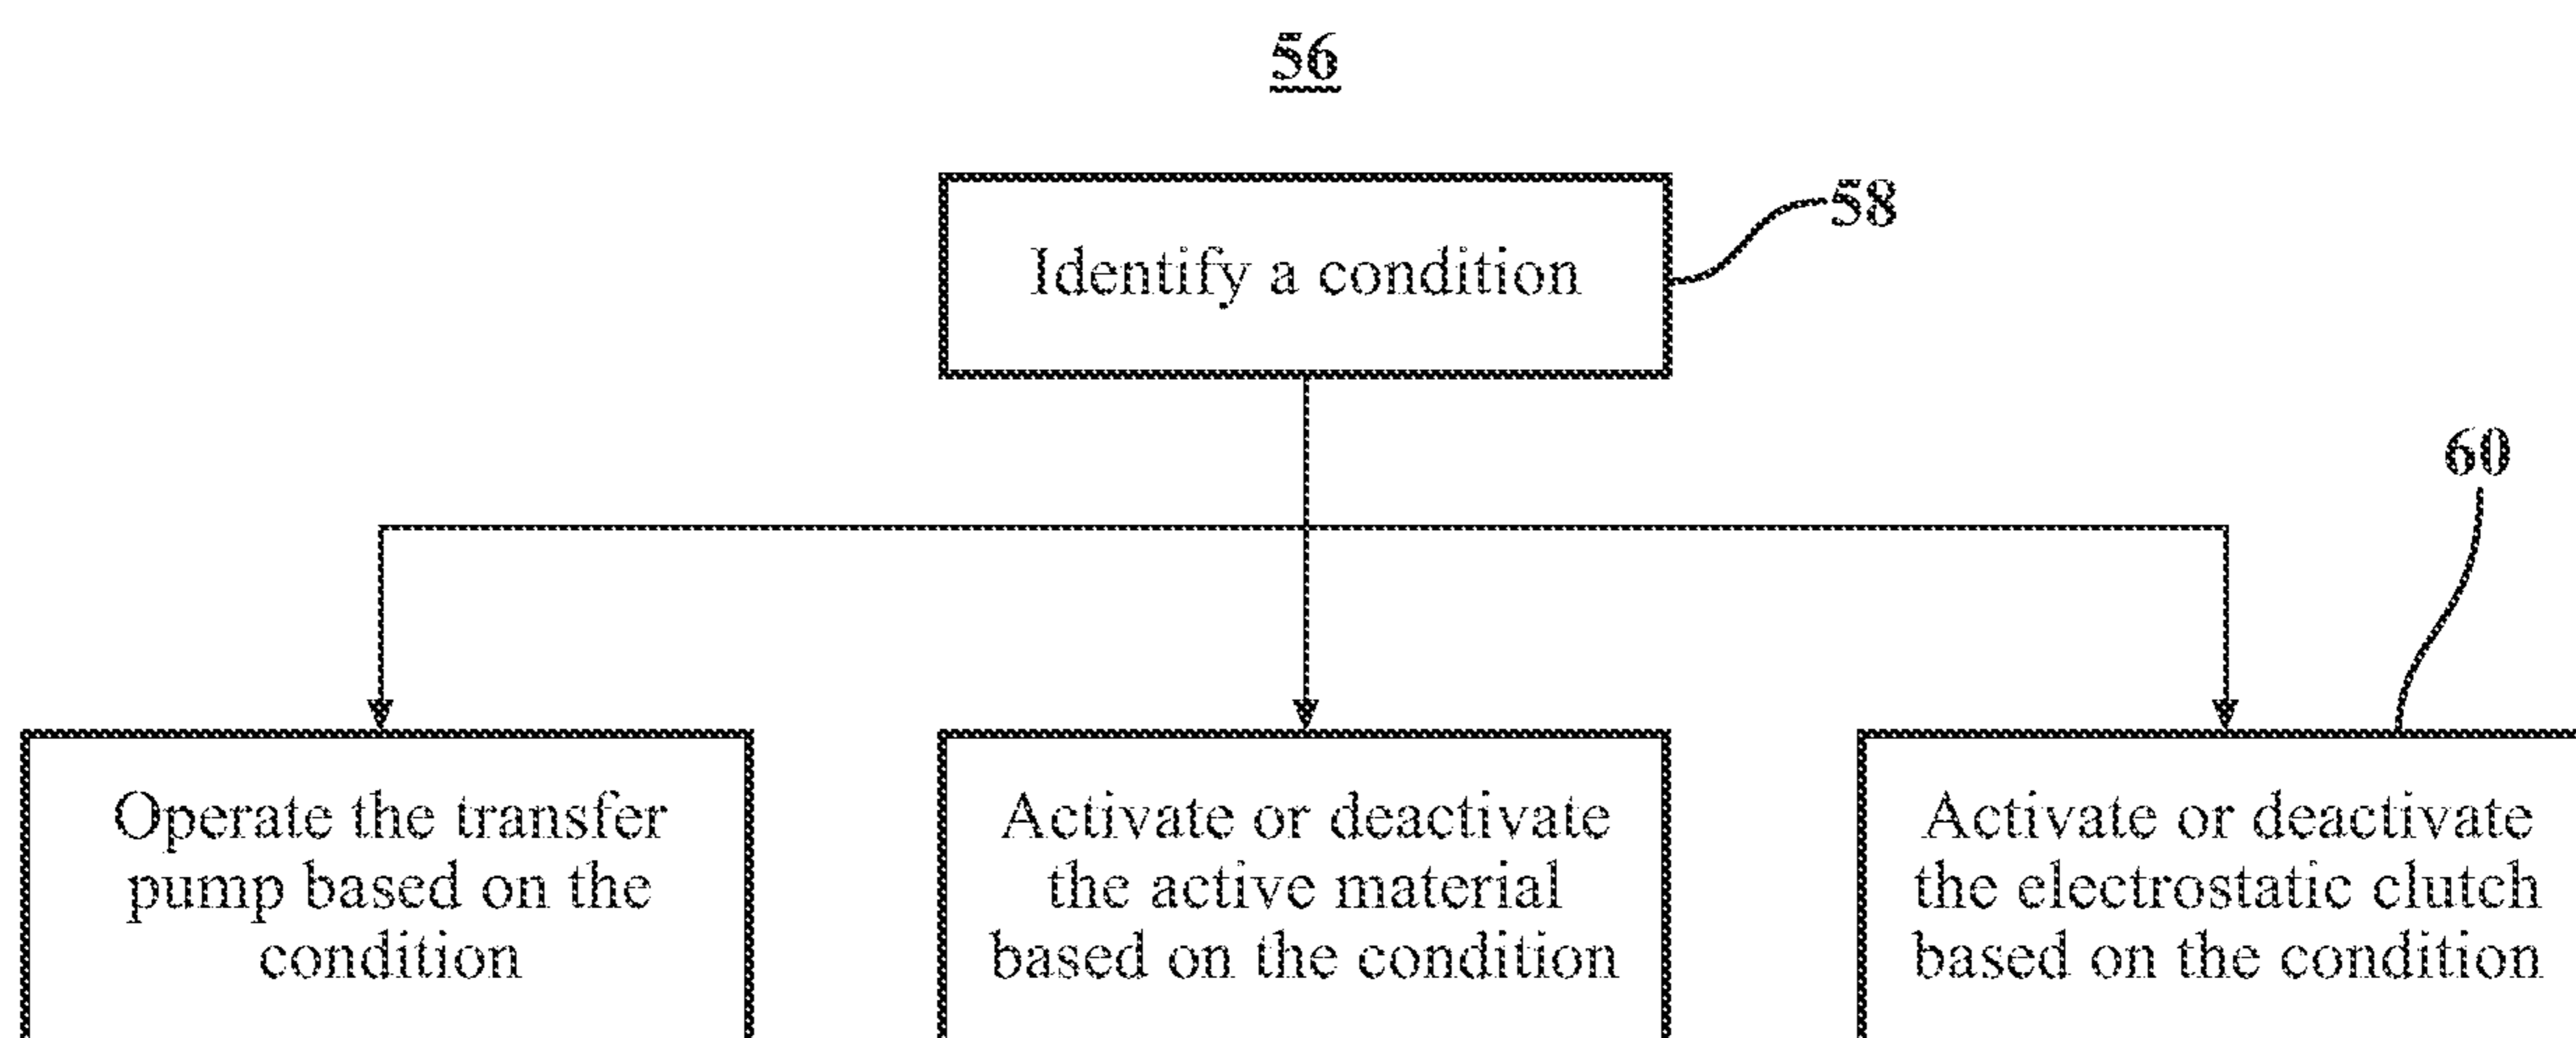 56
Identify a condition
58
60
Operate the transfer
pump based on the
condition
Activate or deactivate
the active material
based on the condition
Activate or deactivate
the electrostatic clutch
based on the condition